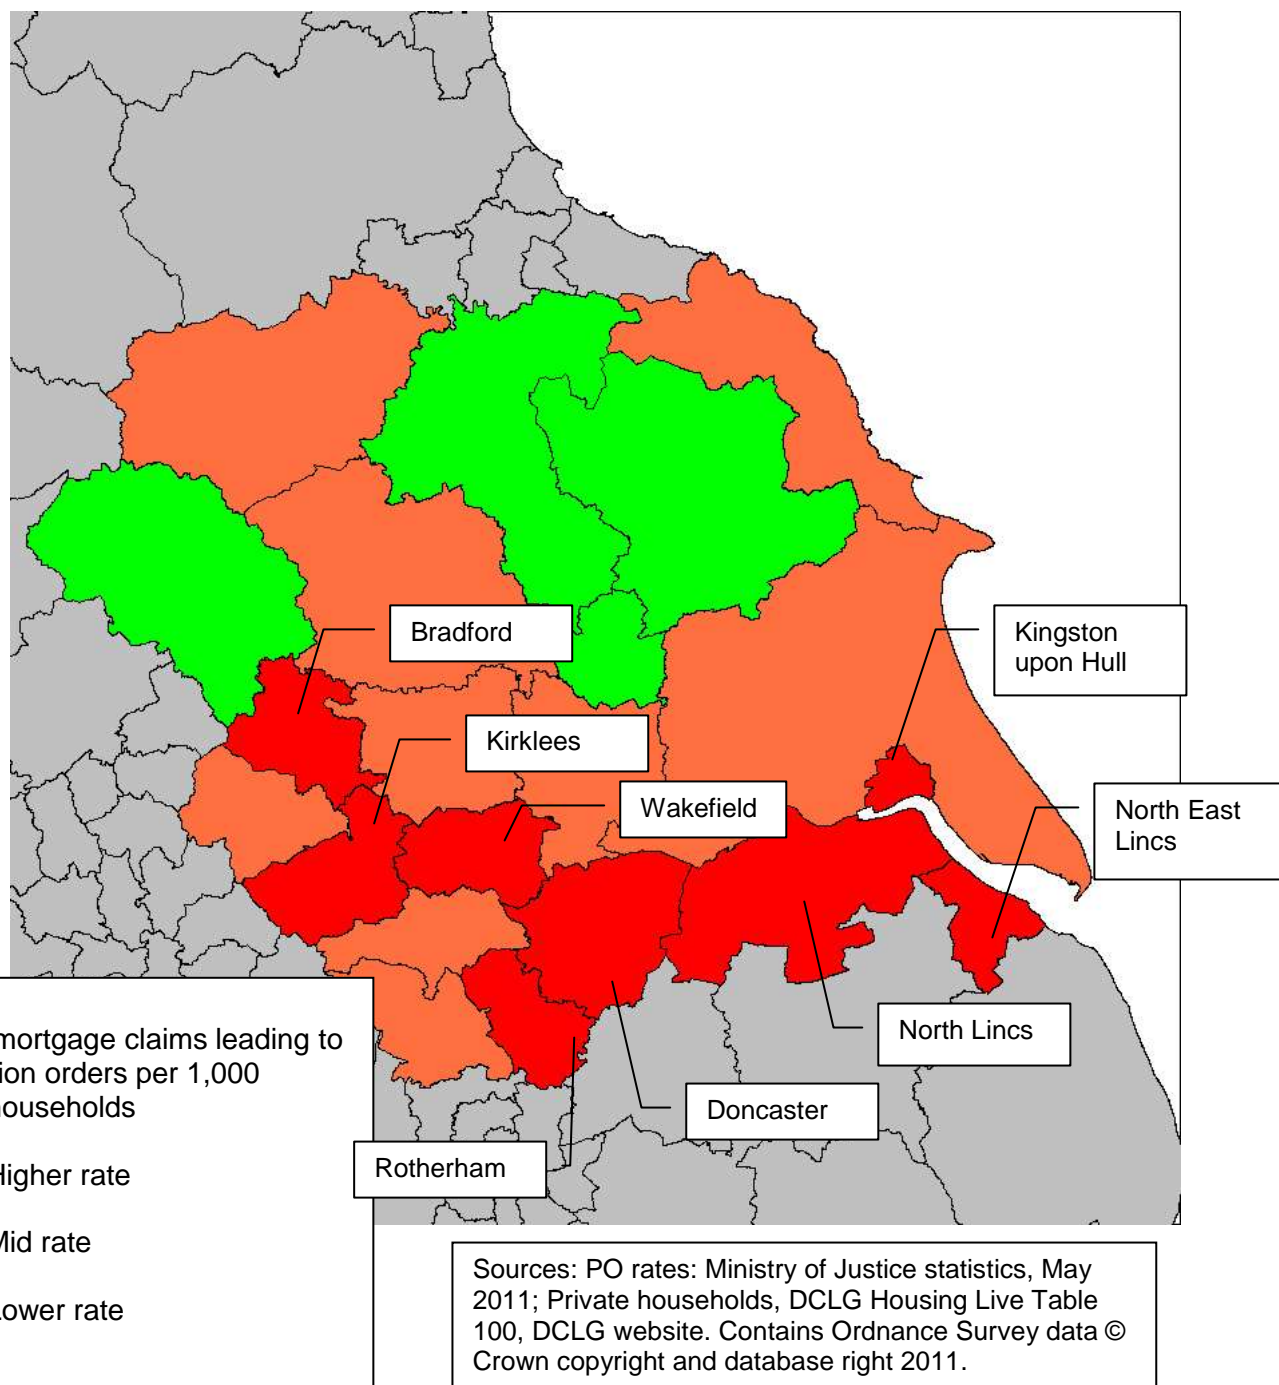 Bradford
Kingston
upon Hull
Kirklees
Wakefield
North East
Lincs
North Lincs
Doncaster
Rotherham
mortgage claims leading to
ion orders per 1,000
households
Higher rate
Mid rate
ower rate
Sources: PO rates: Ministry of Justice statistics, May
2011; Private households, DCLG Housing Live Table
100, DCLG website. Contains Ordnance Survey data ©
Crown copyright and database right 2011.